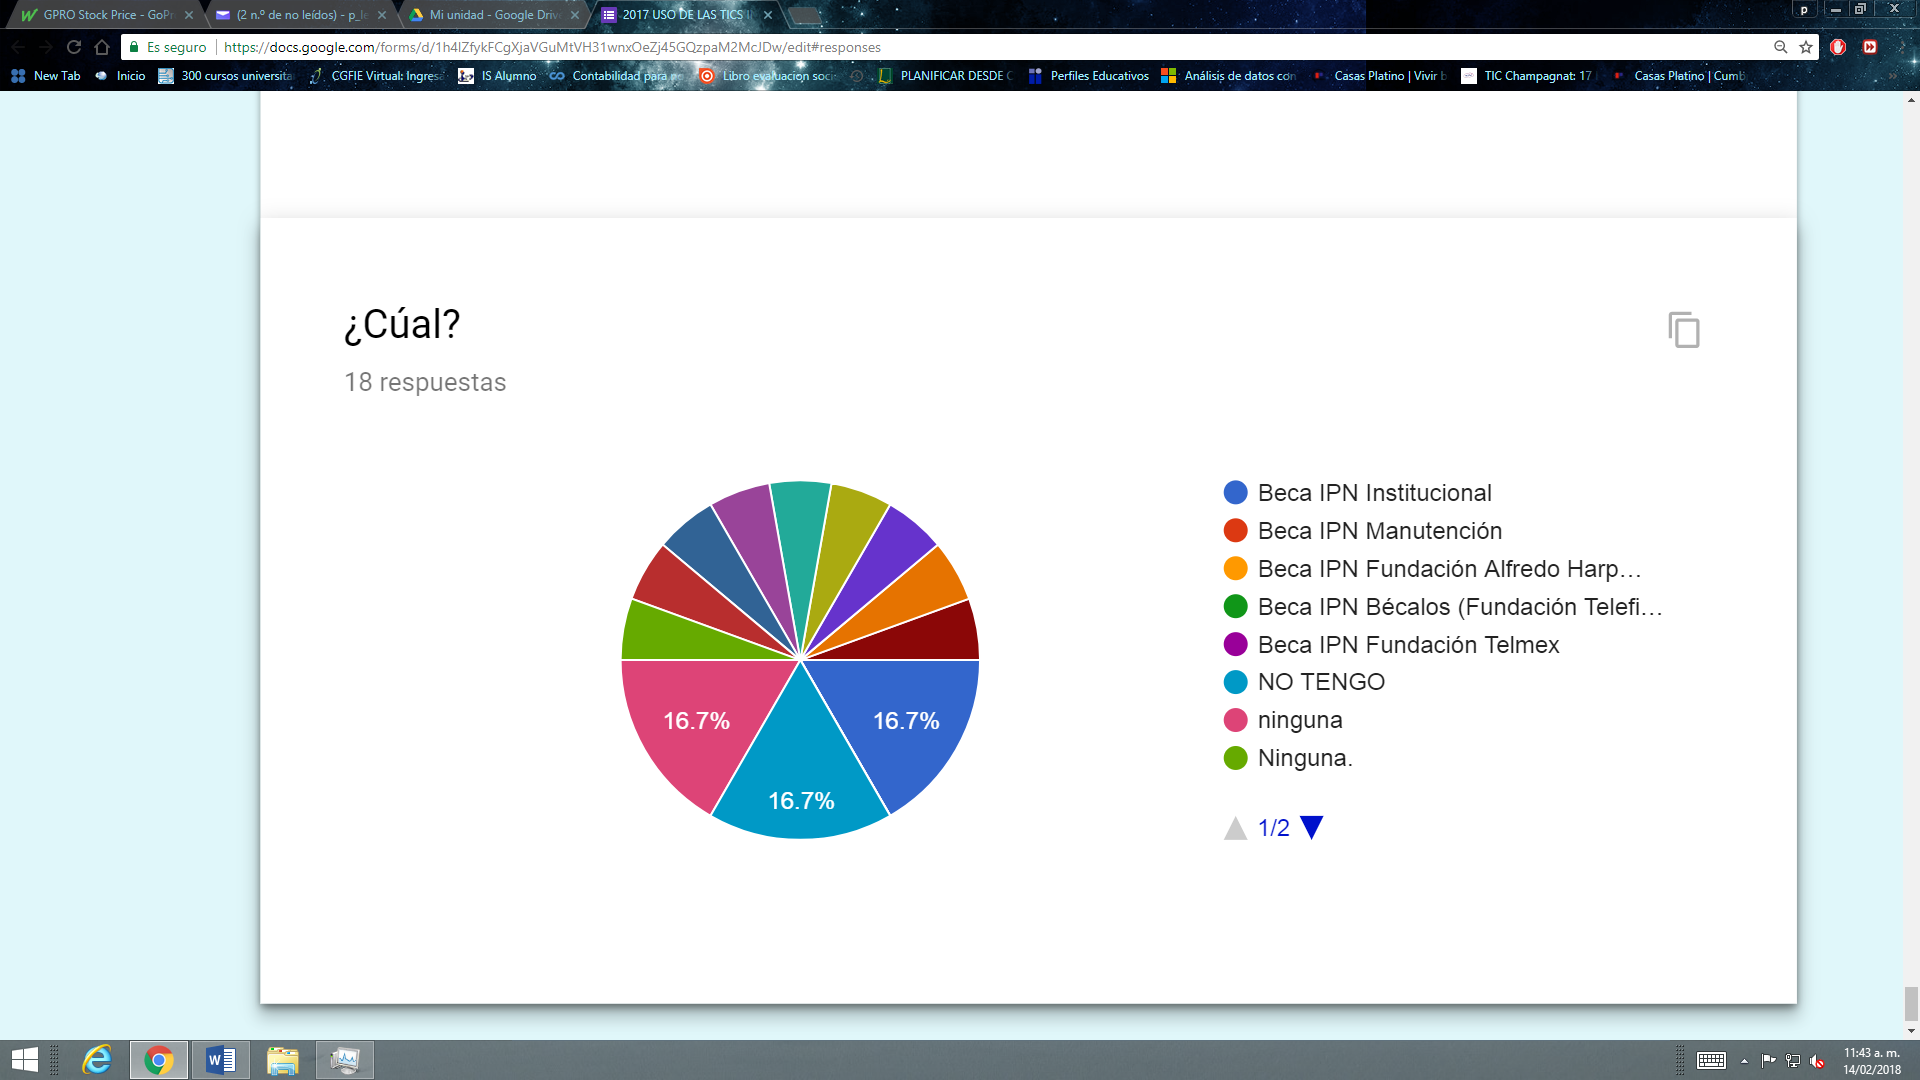 GPRO Stock Price - GoPr
(2 n.º de no leídos) - p_le
Mi unidad - Google Drive
2017 USO DE LAS TICS
p
Es seguro
https://docs.google.com/forms/d/1h4lZfykFCgXjaVGuMtVH31wnxOeZj45GQzpaM2McJDw/edit#responses
New Tab
Inicio
300 cursos universita
CGFIE Virtual: Ingresa
IS Alumno
Contabilidad para no
Libro evaluacion soci
PLANIFICAR DESDE C
Perfiles Educativos
Análisis de datos con
Casas Platino | Vivir b
TIC Champagnat: 17
Casas Platino | Cumb
¿Cúal?
18 respuestas
16.7%
16.7%
16.7%
Beca IPN Institucional
Beca IPN Manutención
Beca IPN Fundación Alfredo Harp…
Beca IPN Bécalos (Fundación Telefi…
Beca IPN Fundación Telmex
NO TENGO
ninguna
Ninguna.
1/2
11:43 a. m.
14/02/2018